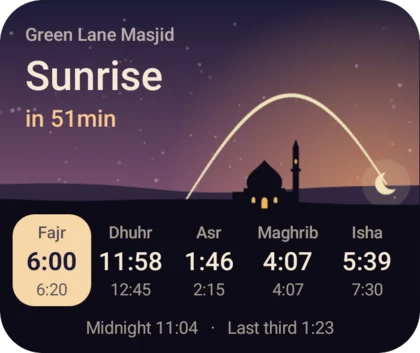 Green Lane Masjid
Sunrise
in 51min
Fajr Dhuhr Asr Maghrib Isha
6:00 11:58 1:46 4:07 5:39
6:20 12:45 2:15 4:07 7:30
Midnight 11:04 · Last third 1:23